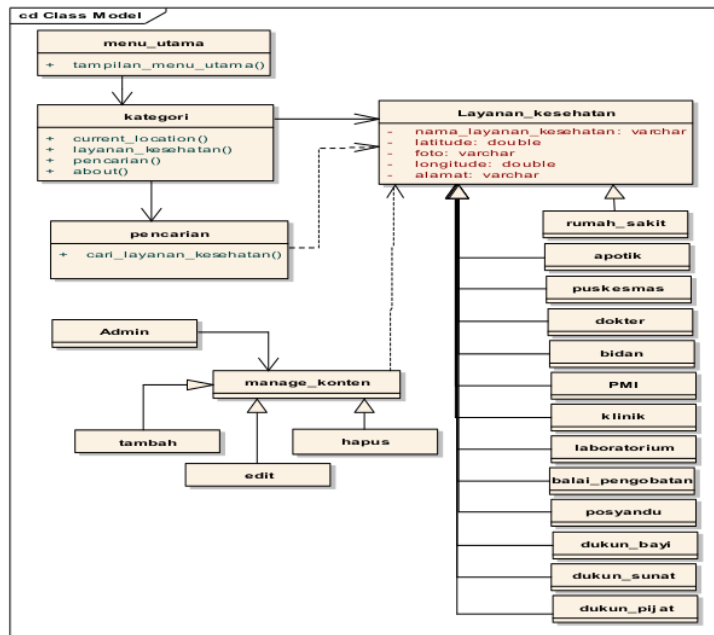 cd Class Model
menu_utama
+ tampilan_menu_utama()
kategori
+ current_location()
+ layanan_kesehatan()
+ pencarian()
+ about()
Layanan_kesehatan
- nama_layanan_kesehatan: varchar
- latitude: double
- foto: varchar
- longitude: double
- alamat: varchar
pencarian
+ cari_layanan_kesehatan()
rumah_sakit
apotik
puskesmas
dokter
bidan
PMI
klinik
laboratorium
balai_pengobatan
posyandu
dukun_bayi
dukun_sunat
dukun_pijat
Admin
manage_konten
tambah
edit
hapus